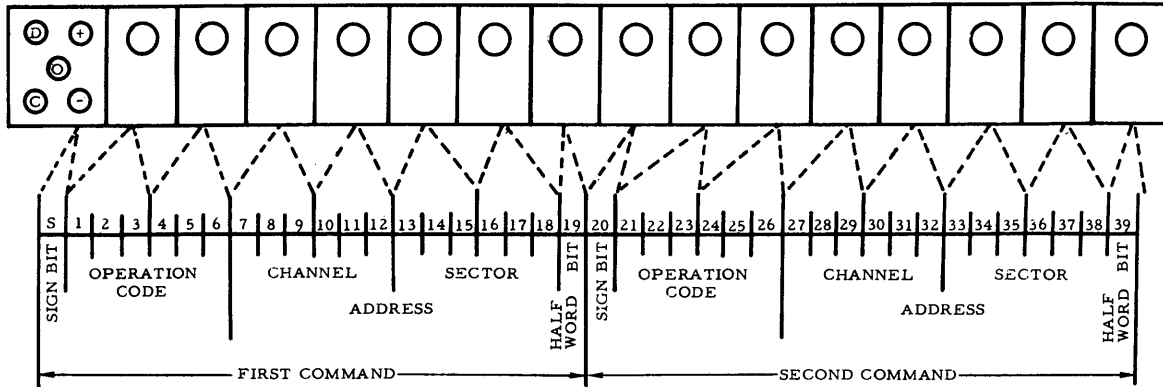 D +
O
C -
S 1 2 3 4 5 6 7 8 9 10 11 12 13 14 15 16 17 18 19 20 21 22 23 24 25 26 27 28 29 30 31 32 33 34 35 36 37 38 39
SIGN BIT
OPERATION
CODE
CHANNEL
SECTOR
ADDRESS
HALF
WORD BIT
SIGN BIT
OPERATION
CODE
CHANNEL
SECTOR
ADDRESS
HALF
WORD BIT
FIRST COMMAND
SECOND COMMAND